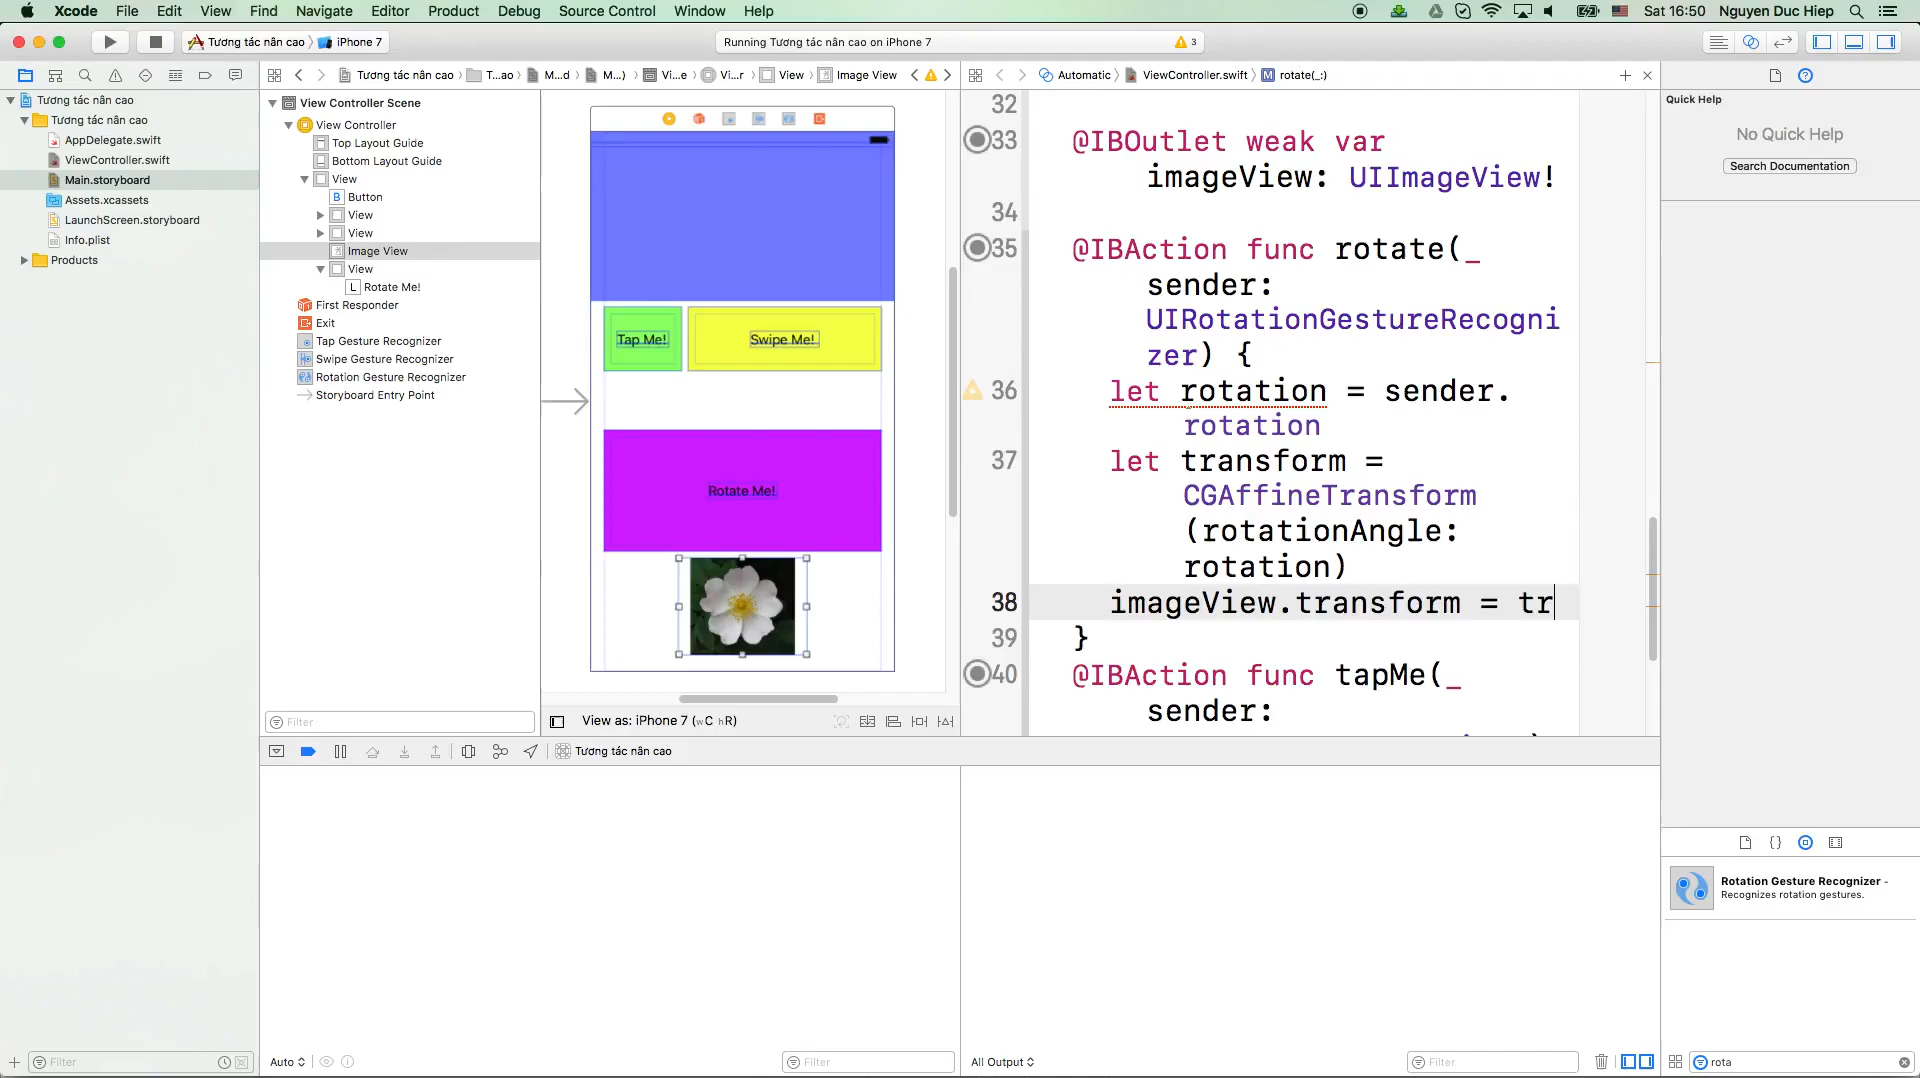 Xcode File Edit View Find Navigate Editor Product Debug Source Control Window Help Sat 16:50 Nguyen Duc Hiep
Tương tác nân cao iPhone 7 Running Tương tác nân cao on iPhone 7 3
Tương tác nân cao T...ao M...d M...) Vi...e Vi...r View Image View Automatic ViewController.swift rotate(_:)
Tương tác nân cao
Tương tác nân cao
AppDelegate.swift
ViewController.swift
Main.storyboard
Assets.xcassets
LaunchScreen.storyboard
Info.plist
Products
View Controller Scene
View Controller
Top Layout Guide
Bottom Layout Guide
View
B Button
View
View
Image View
View
L Rotate Me!
First Responder
Exit
Tap Gesture Recognizer
Swipe Gesture Recognizer
Rotation Gesture Recognizer
Storyboard Entry Point
Filter
Tap Me!
Swipe Me!
Rotate Me!
View as: iPhone 7 (wC hR)
32
33 @IBOutlet weak var
imageView: UIImageView!
34
35 @IBAction func rotate(_
sender:
UIRotationGestureRecogni
zer) {
36 let rotation = sender.
rotation
37 let transform =
CGAffineTransform
(rotationAngle:
rotation)
38 imageView.transform = tr
39 }
40 @IBAction func tapMe(_
sender:
Quick Help
No Quick Help
Search Documentation
Tương tác nân cao
Rotation Gesture Recognizer -
Recognizes rotation gestures.
Filter
Auto
Filter
All Output
Filter
rota